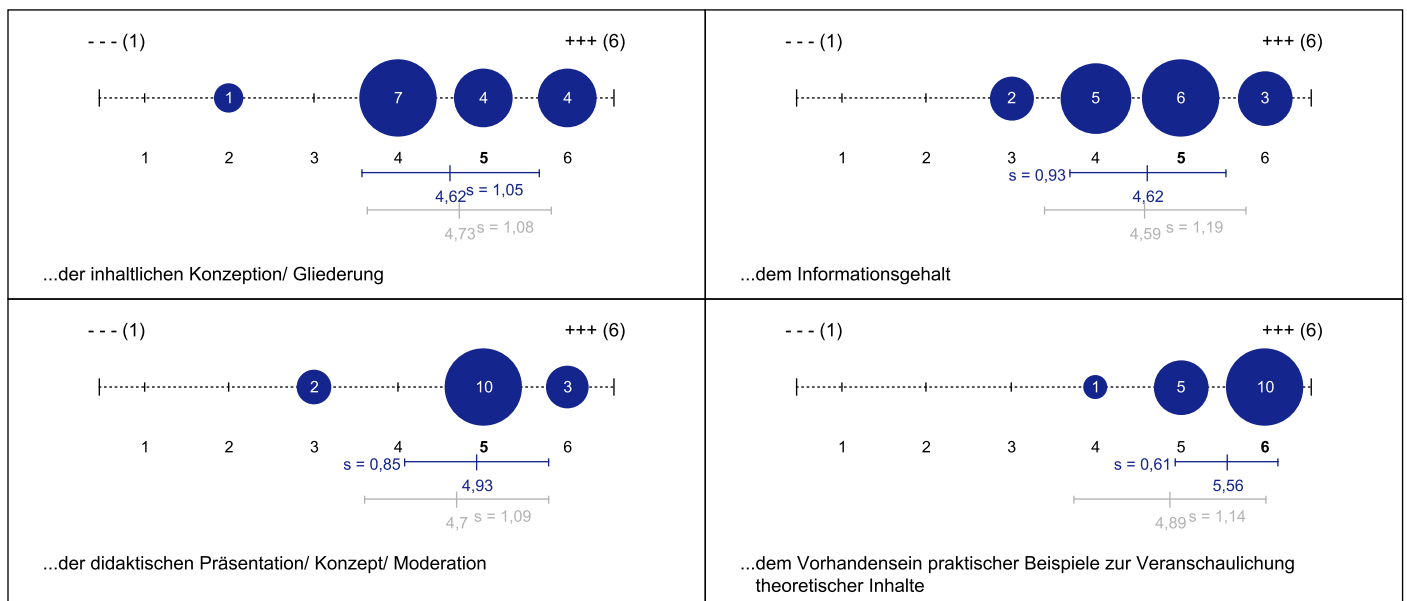 - - - (1) +++ (6)
1 7 4 4
1 2 3 4 5 6
4,62 s = 1,05
4,73 s = 1,08
...der inhaltlichen Konzeption/ Gliederung
- - - (1) +++ (6)
2 5 6 3
1 2 3 4 5 6
s = 0,93
4,62
4,59 s = 1,19
...dem Informationsgehalt
- - - (1) +++ (6)
2 10 3
1 2 3 4 5 6
s = 0,85
4,93
4,7 s = 1,09
...der didaktischen Präsentation/ Konzept/ Moderation
- - - (1) +++ (6)
1 5 10
1 2 3 4 5 6
s = 0,61
5,56
4,89 s = 1,14
...dem Vorhandensein praktischer Beispiele zur Veranschaulichung
theoretischer Inhalte